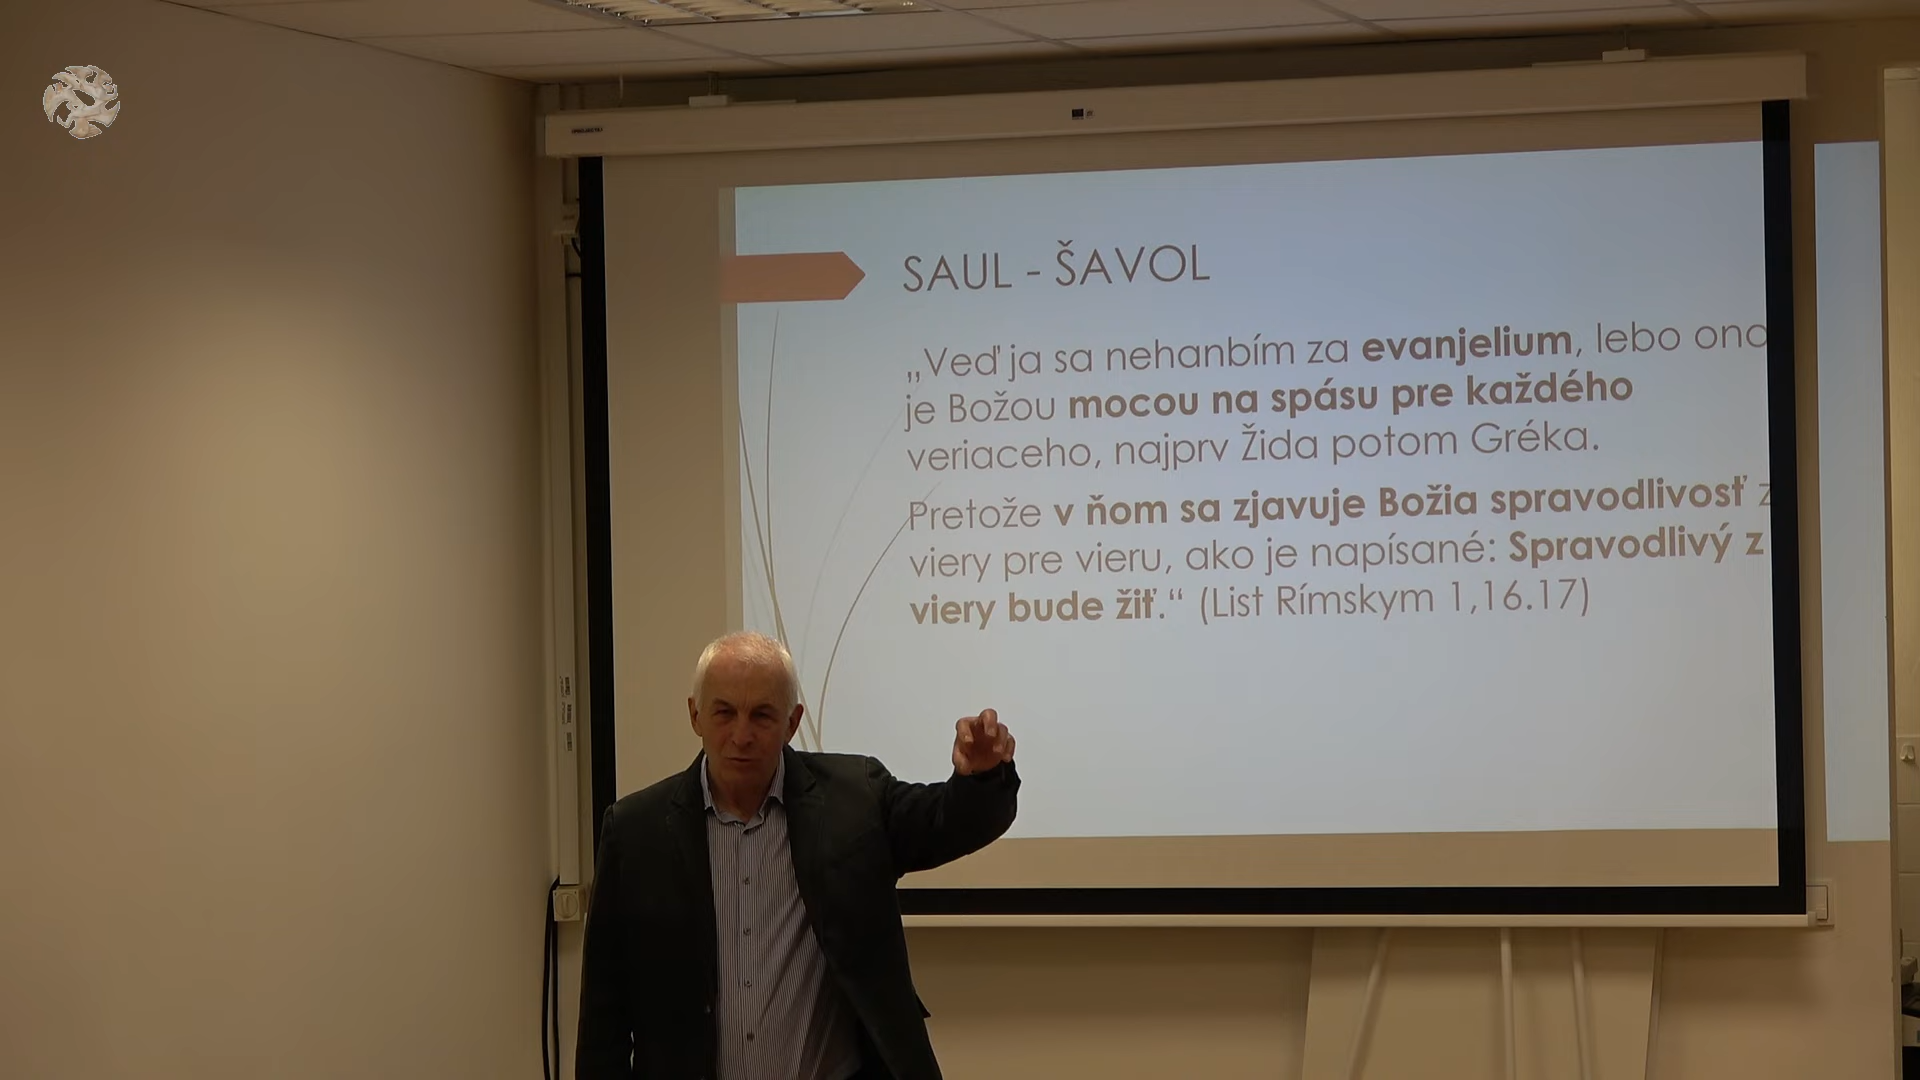 SAUL - ŠAVOL
„Veď ja sa nehanbím za evanjelium, lebo ono
je Božou mocou na spásu pre každého
veriaceho, najprv Žida potom Gréka.
Pretože v ňom sa zjavuje Božia spravodlivosť z
viery pre vieru, ako je napísané: Spravodlivý z
viery bude žiť.“ (List Rímskym 1,16.17)